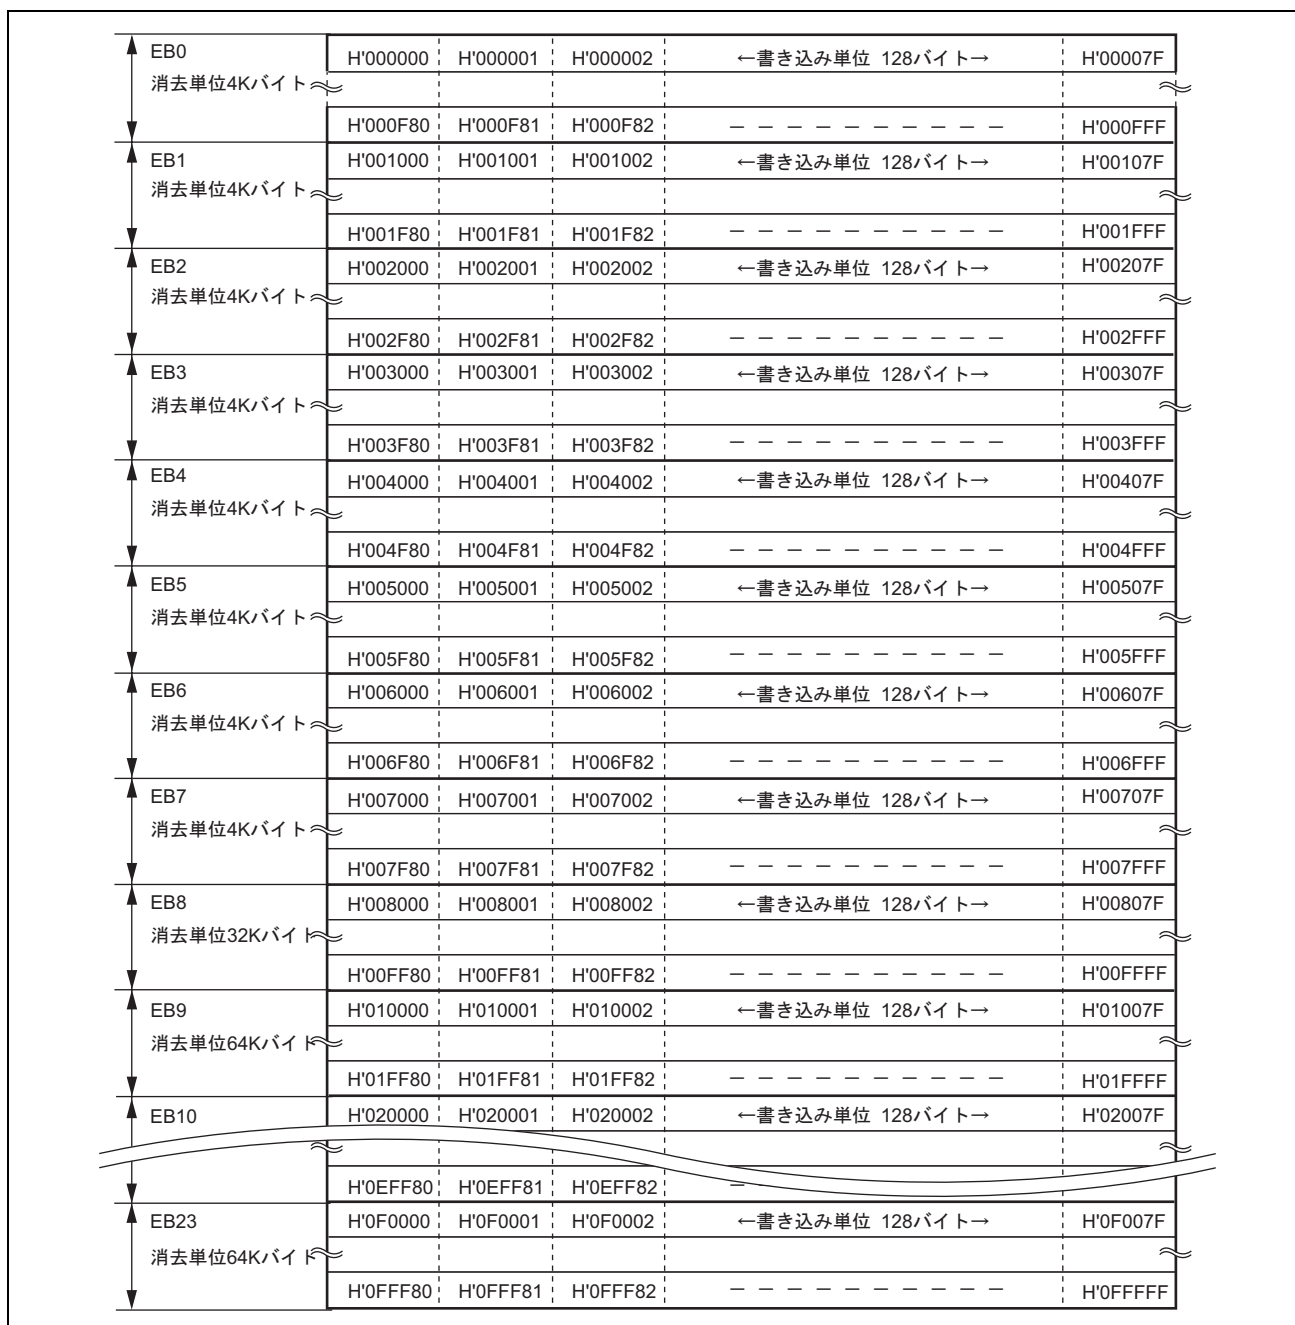 EB0 H'000000 H'000001 H'000002 ←書き込み単位 128バイト→ H'00007F
消去単位4Kバイト
H'000F80 H'000F81 H'000F82 － － － － － － － － － － H'000FFF
EB1 H'001000 H'001001 H'001002 ←書き込み単位 128バイト→ H'00107F
消去単位4Kバイト
H'001F80 H'001F81 H'001F82 － － － － － － － － － － H'001FFF
EB2 H'002000 H'002001 H'002002 ←書き込み単位 128バイト→ H'00207F
消去単位4Kバイト
H'002F80 H'002F81 H'002F82 － － － － － － － － － － H'002FFF
EB3 H'003000 H'003001 H'003002 ←書き込み単位 128バイト→ H'00307F
消去単位4Kバイト
H'003F80 H'003F81 H'003F82 － － － － － － － － － － H'003FFF
EB4 H'004000 H'004001 H'004002 ←書き込み単位 128バイト→ H'00407F
消去単位4Kバイト
H'004F80 H'004F81 H'004F82 － － － － － － － － － － H'004FFF
EB5 H'005000 H'005001 H'005002 ←書き込み単位 128バイト→ H'00507F
消去単位4Kバイト
H'005F80 H'005F81 H'005F82 － － － － － － － － － － H'005FFF
EB6 H'006000 H'006001 H'006002 ←書き込み単位 128バイト→ H'00607F
消去単位4Kバイト
H'006F80 H'006F81 H'006F82 － － － － － － － － － － H'006FFF
EB7 H'007000 H'007001 H'007002 ←書き込み単位 128バイト→ H'00707F
消去単位4Kバイト
H'007F80 H'007F81 H'007F82 － － － － － － － － － － H'007FFF
EB8 H'008000 H'008001 H'008002 ←書き込み単位 128バイト→ H'00807F
消去単位32Kバイト
H'00FF80 H'00FF81 H'00FF82 － － － － － － － － － － H'00FFFF
EB9 H'010000 H'010001 H'010002 ←書き込み単位 128バイト→ H'01007F
消去単位64Kバイト
H'01FF80 H'01FF81 H'01FF82 － － － － － － － － － － H'01FFFF
EB10 H'020000 H'020001 H'020002 ←書き込み単位 128バイト→ H'02007F
H'0EFF80 H'0EFF81 H'0EFF82 － －
EB23 H'0F0000 H'0F0001 H'0F0002 ←書き込み単位 128バイト→ H'0F007F
消去単位64Kバイト
H'0FFF80 H'0FFF81 H'0FFF82 － － － － － － － － － － H'0FFFFF